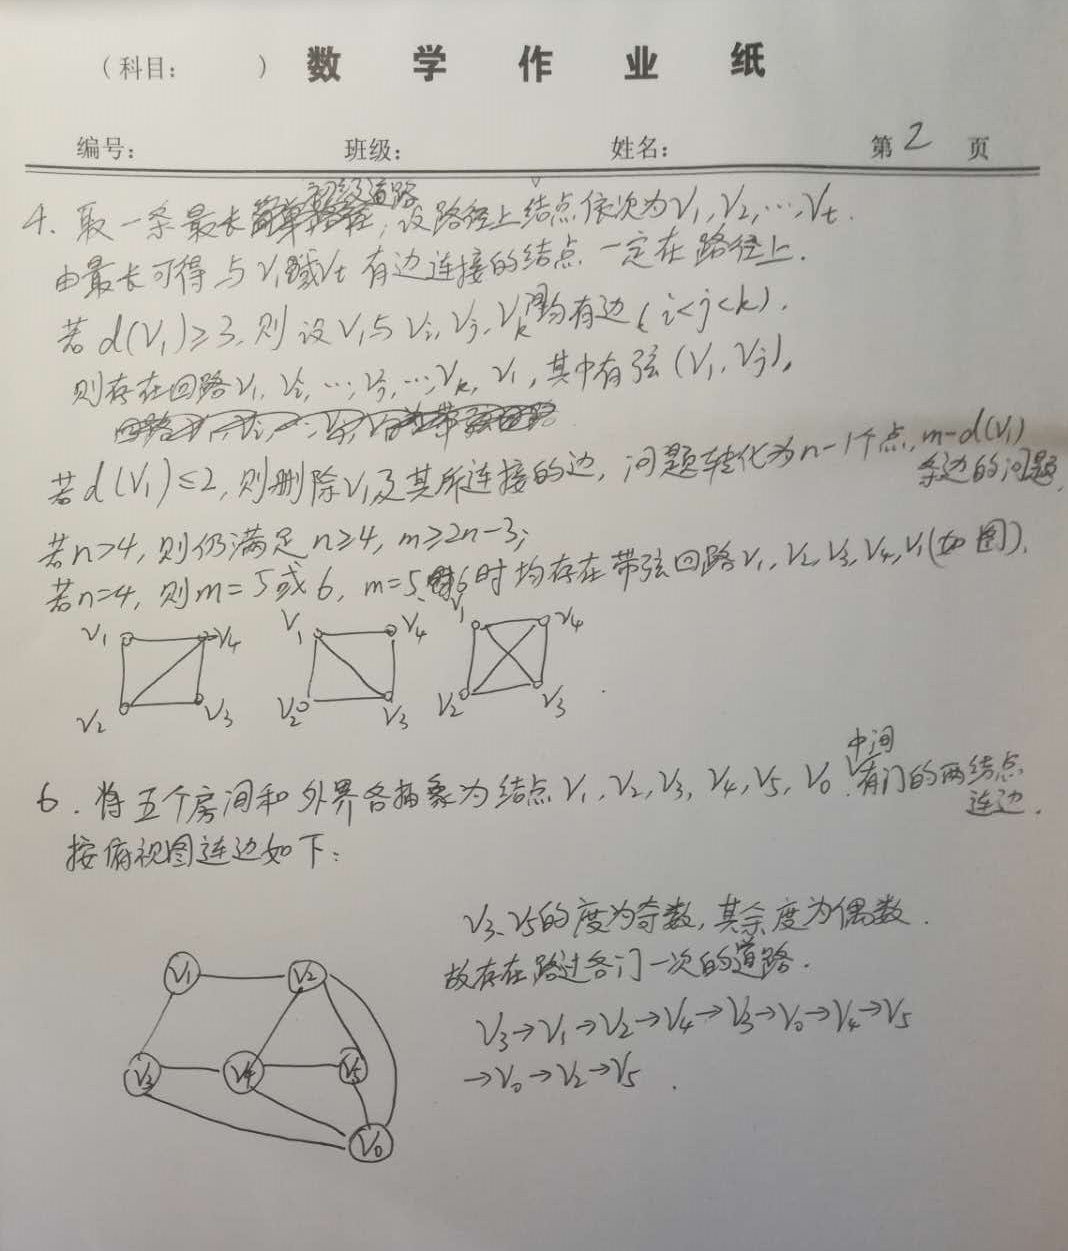 （科目：　　）数学作业纸
编号：　班级：　姓名：　第 2 页
4. 取一条最长初级道路, 设路径上结点依次为V₁, V₂, …, Vt.
由最长可得与V₁或Vt有边连接的结点一定在路径上.
若 d(V₁)≥3, 则设V₁与Vi, Vj, Vk间均有边(i<j<k).
则存在回路V₁, V₂, …, Vj, …, Vk, V₁, 其中有弦(V₁, Vj).
若d(V₁)≤2, 则删除V₁及其所连接的边, 问题转化为n-1个点, m-d(V₁)
条边的问题.
若n>4, 则仍满足 n≥4, m≥2n-3;
若n=4, 则m=5或6, m=5、6时均存在带弦回路V₁, V₂, V₃, V₄, V₁(如图).
V₁ V₄ V₁ V₄ V₁ V₄
V₂ V₃ V₂ V₃ V₂ V₃
6. 将五个房间和外界各抽象为结点V₁, V₂, V₃, V₄, V₅, V₀. 中间有门的两结点
连边.
按俯视图连边如下:
V₃、V₅的度为奇数, 其余度为偶数.
故存在路过各门一次的道路.
V₃→V₁→V₂→V₄→V₃→V₀→V₄→V₅
→V₀→V₂→V₅.
V₁ V₂
V₃ V₄ V₅
V₀